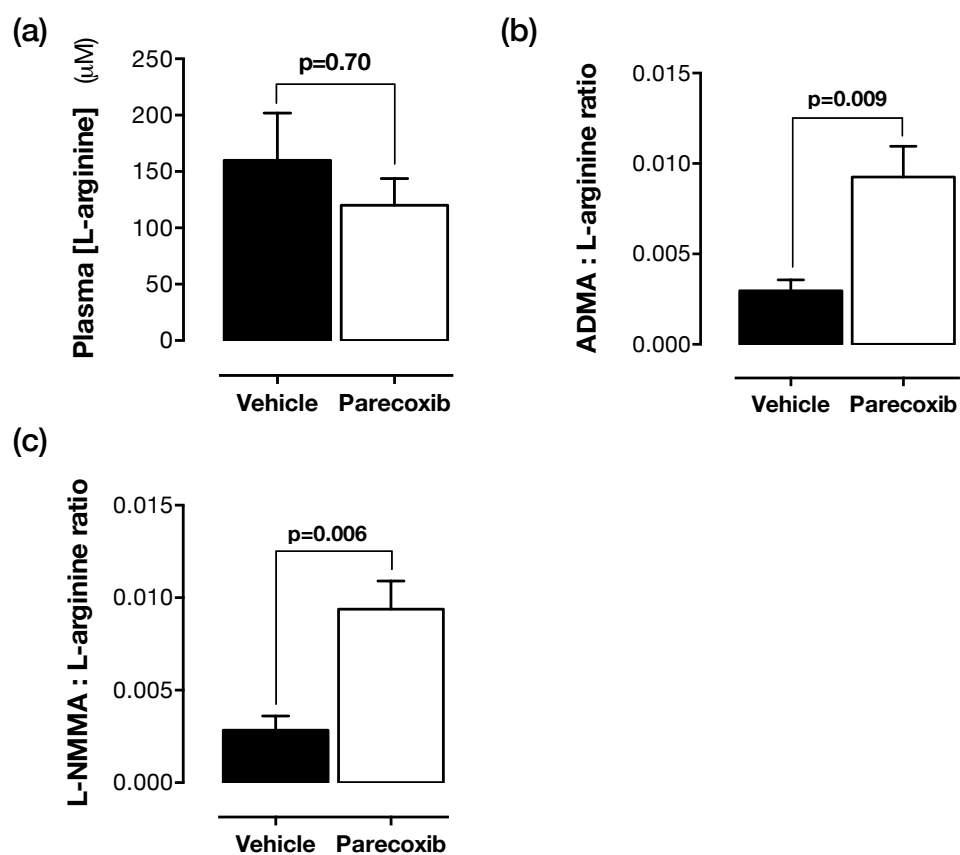 (a)
Plasma [L-arginine] (μM)
250
200
150
100
50
0
p=0.70
Vehicle Parecoxib
(b)
ADMA : L-arginine ratio
0.015
0.010
0.005
0.000
p=0.009
Vehicle Parecoxib
(c)
L-NMMA : L-arginine ratio
0.015
0.010
0.005
0.000
p=0.006
Vehicle Parecoxib